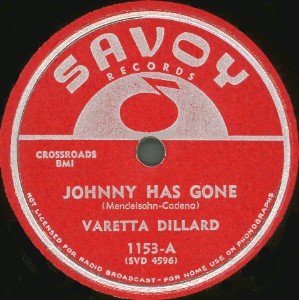 SAVOY
RECORDS
CROSSROADS
BMI
JOHNNY HAS GONE
(Mendelsohn-Cadena)
VARETTA DILLARD
1153-A
(SVD 4596)
NOT LICENSED FOR RADIO BROADCAST - FOR HOME USE ON PHONOGRAPHS